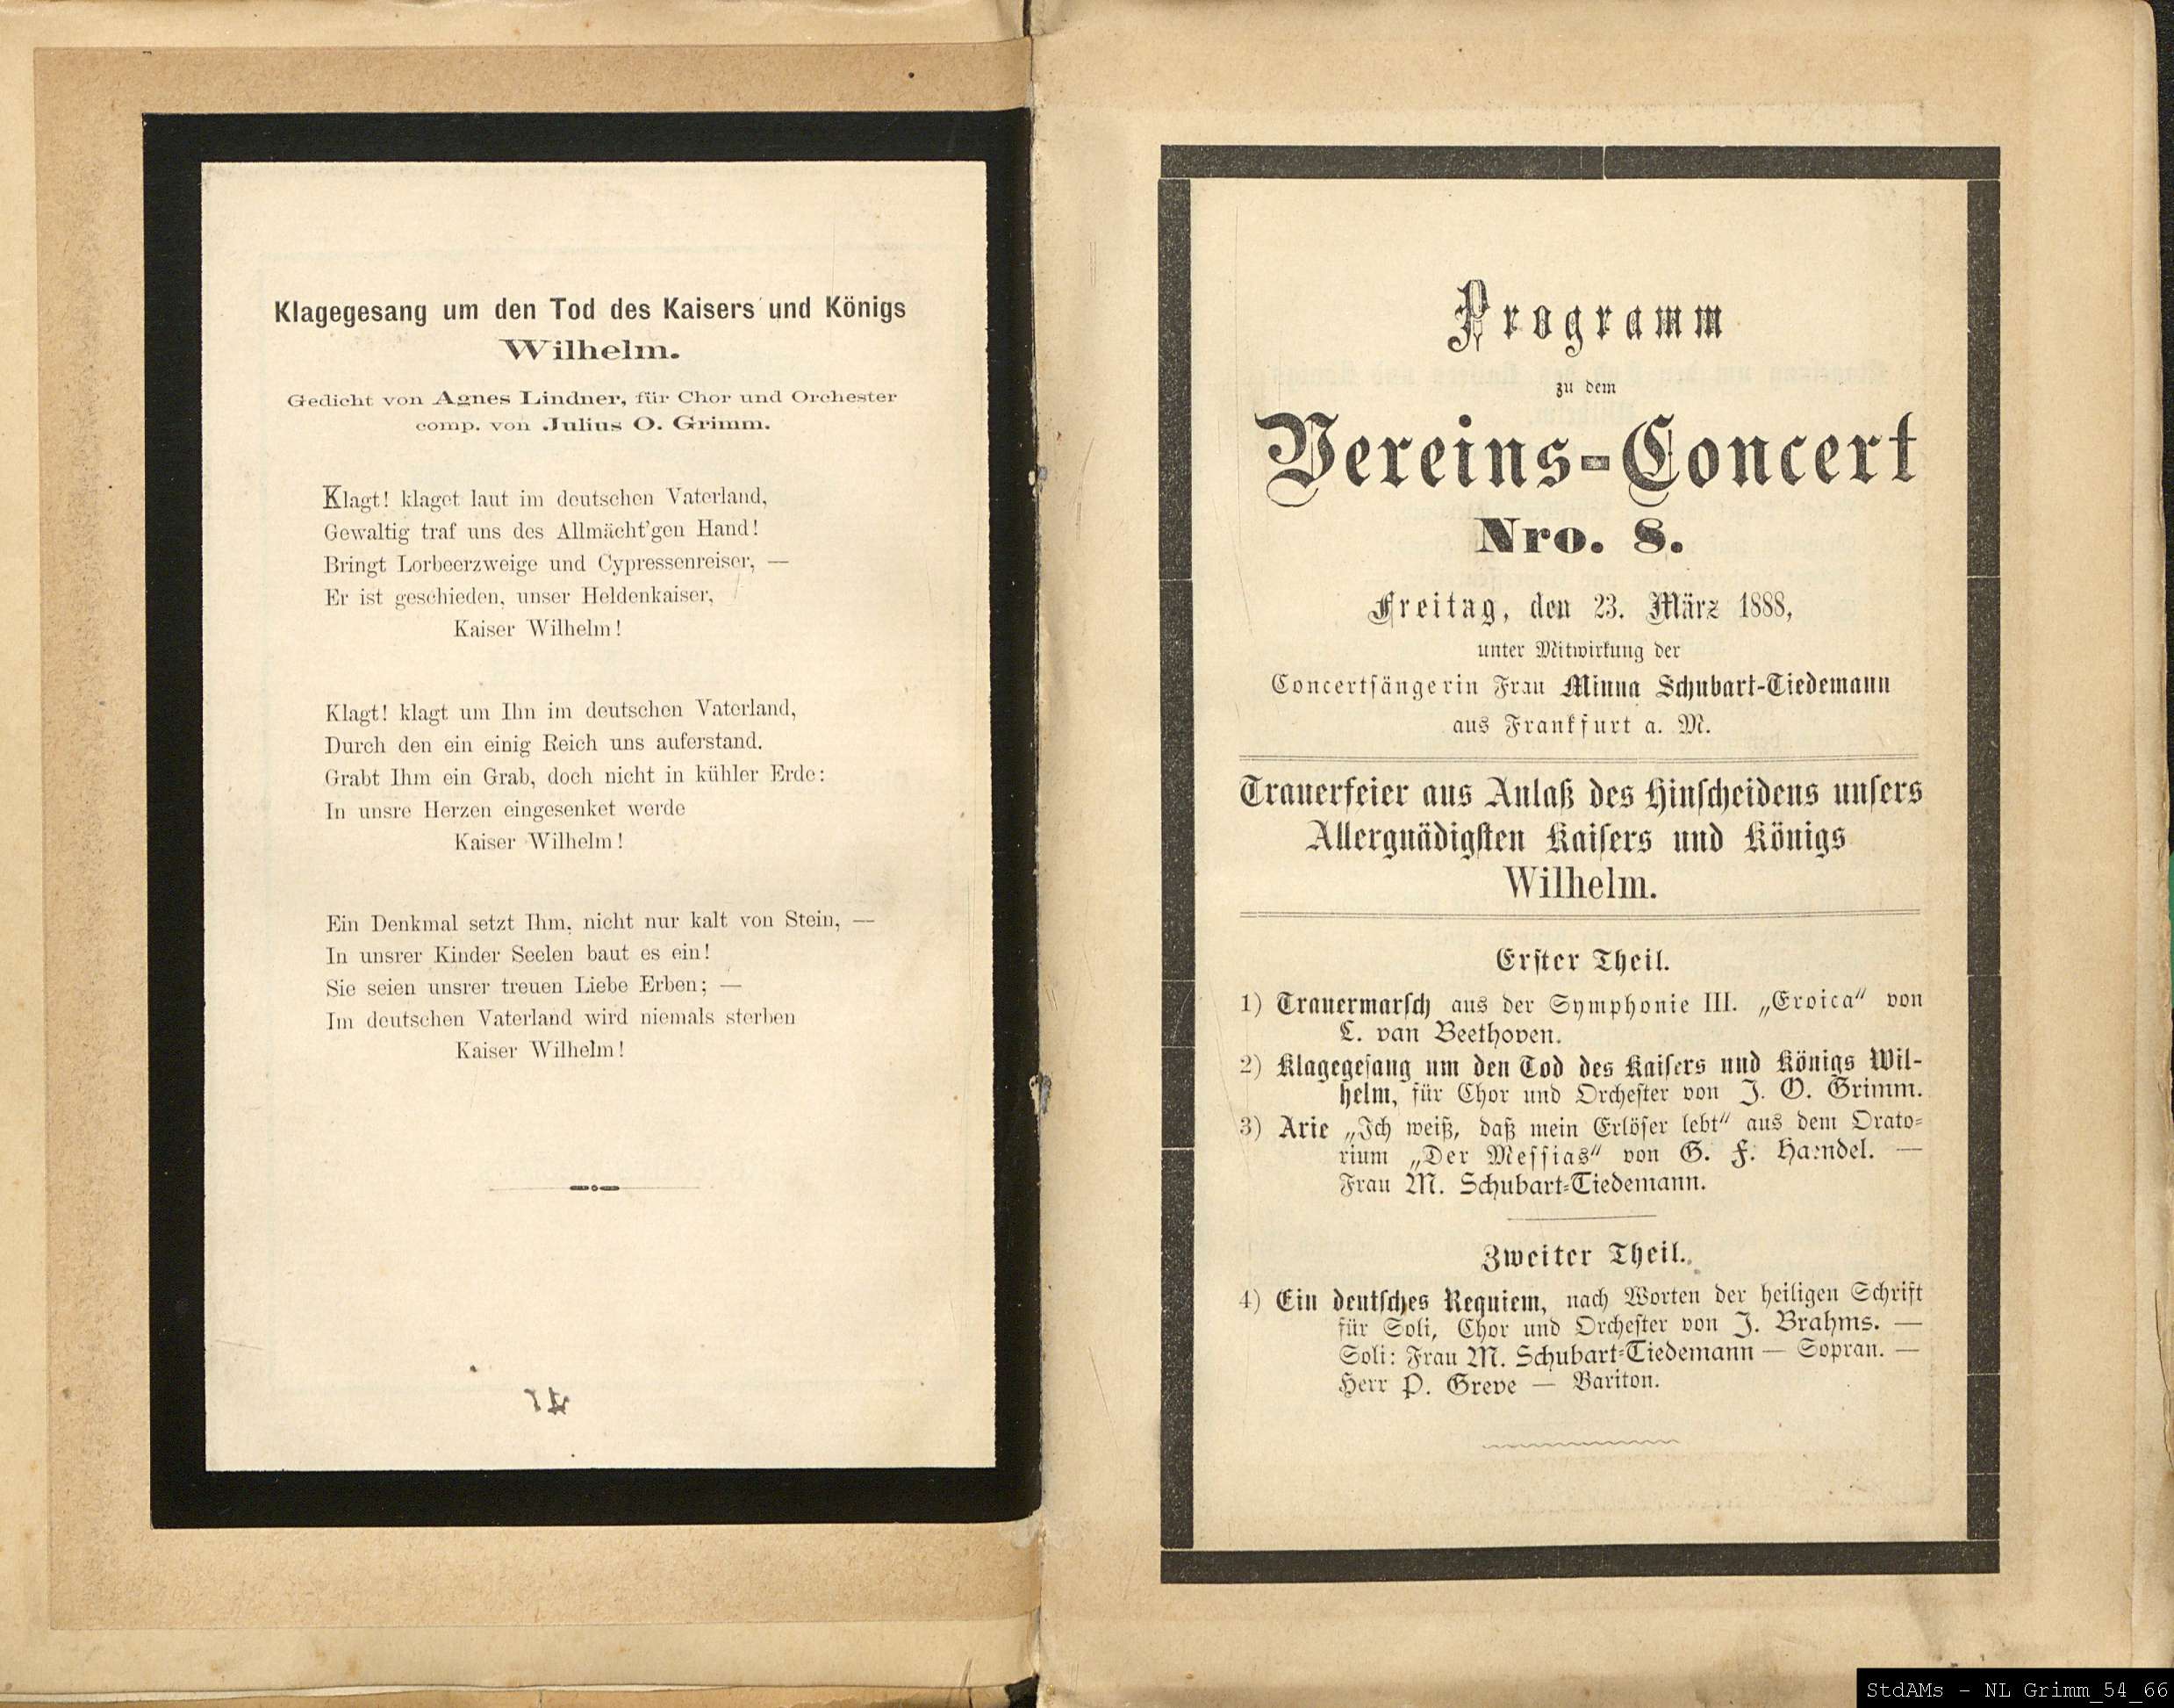 Klagegesang um den Tod des Kaisers und Königs
Wilhelm.
Gedicht von Agnes Lindner, für Chor und Orchester
comp. von Julius O. Grimm.
Klagt! klaget laut im deutschen Vaterland,
Gewaltig traf uns des Allmächt'gen Hand!
Bringt Lorbeerzweige und Cypressenreiser, —
Er ist geschieden, unser Heldenkaiser,
Kaiser Wilhelm!
Klagt! klagt um Ihn im deutschen Vaterland,
Durch den ein einig Reich uns auferstand.
Grabt Ihm ein Grab, doch nicht in kühler Erde:
In unsre Herzen eingesenket werde
Kaiser Wilhelm!
Ein Denkmal setzt Ihm, nicht nur kalt von Stein, —
In unsrer Kinder Seelen baut es ein!
Sie seien unsrer treuen Liebe Erben; —
Im deutschen Vaterland wird niemals sterben
Kaiser Wilhelm!
Programm
zu dem
Vereins-Concert
Nro. 8.
Freitag, den 23. März 1888,
unter Mitwirkung der
Concertsängerin Frau Minna Schubart-Tiedemann
aus Frankfurt a. M.
Trauerfeier aus Anlaß des Hinscheidens unsers
Allergnädigsten Kaisers und Königs
Wilhelm.
Erster Theil.
1) Trauermarsch aus der Symphonie III. „Eroica" von
L. van Beethoven.
2) Klagegesang um den Tod des Kaisers und Königs Wil-
helm, für Chor und Orchester von J. O. Grimm.
3) Arie „Ich weiß, daß mein Erlöser lebt" aus dem Orato-
rium „Der Messias" von G. F. Haendel. —
Frau M. Schubart-Tiedemann.
Zweiter Theil.
4) Ein deutsches Requiem, nach Worten der heiligen Schrift
für Soli, Chor und Orchester von J. Brahms. —
Soli: Frau M. Schubart-Tiedemann — Sopran. —
Herr P. Greve — Bariton.
StdAMs - NL Grimm_54_66